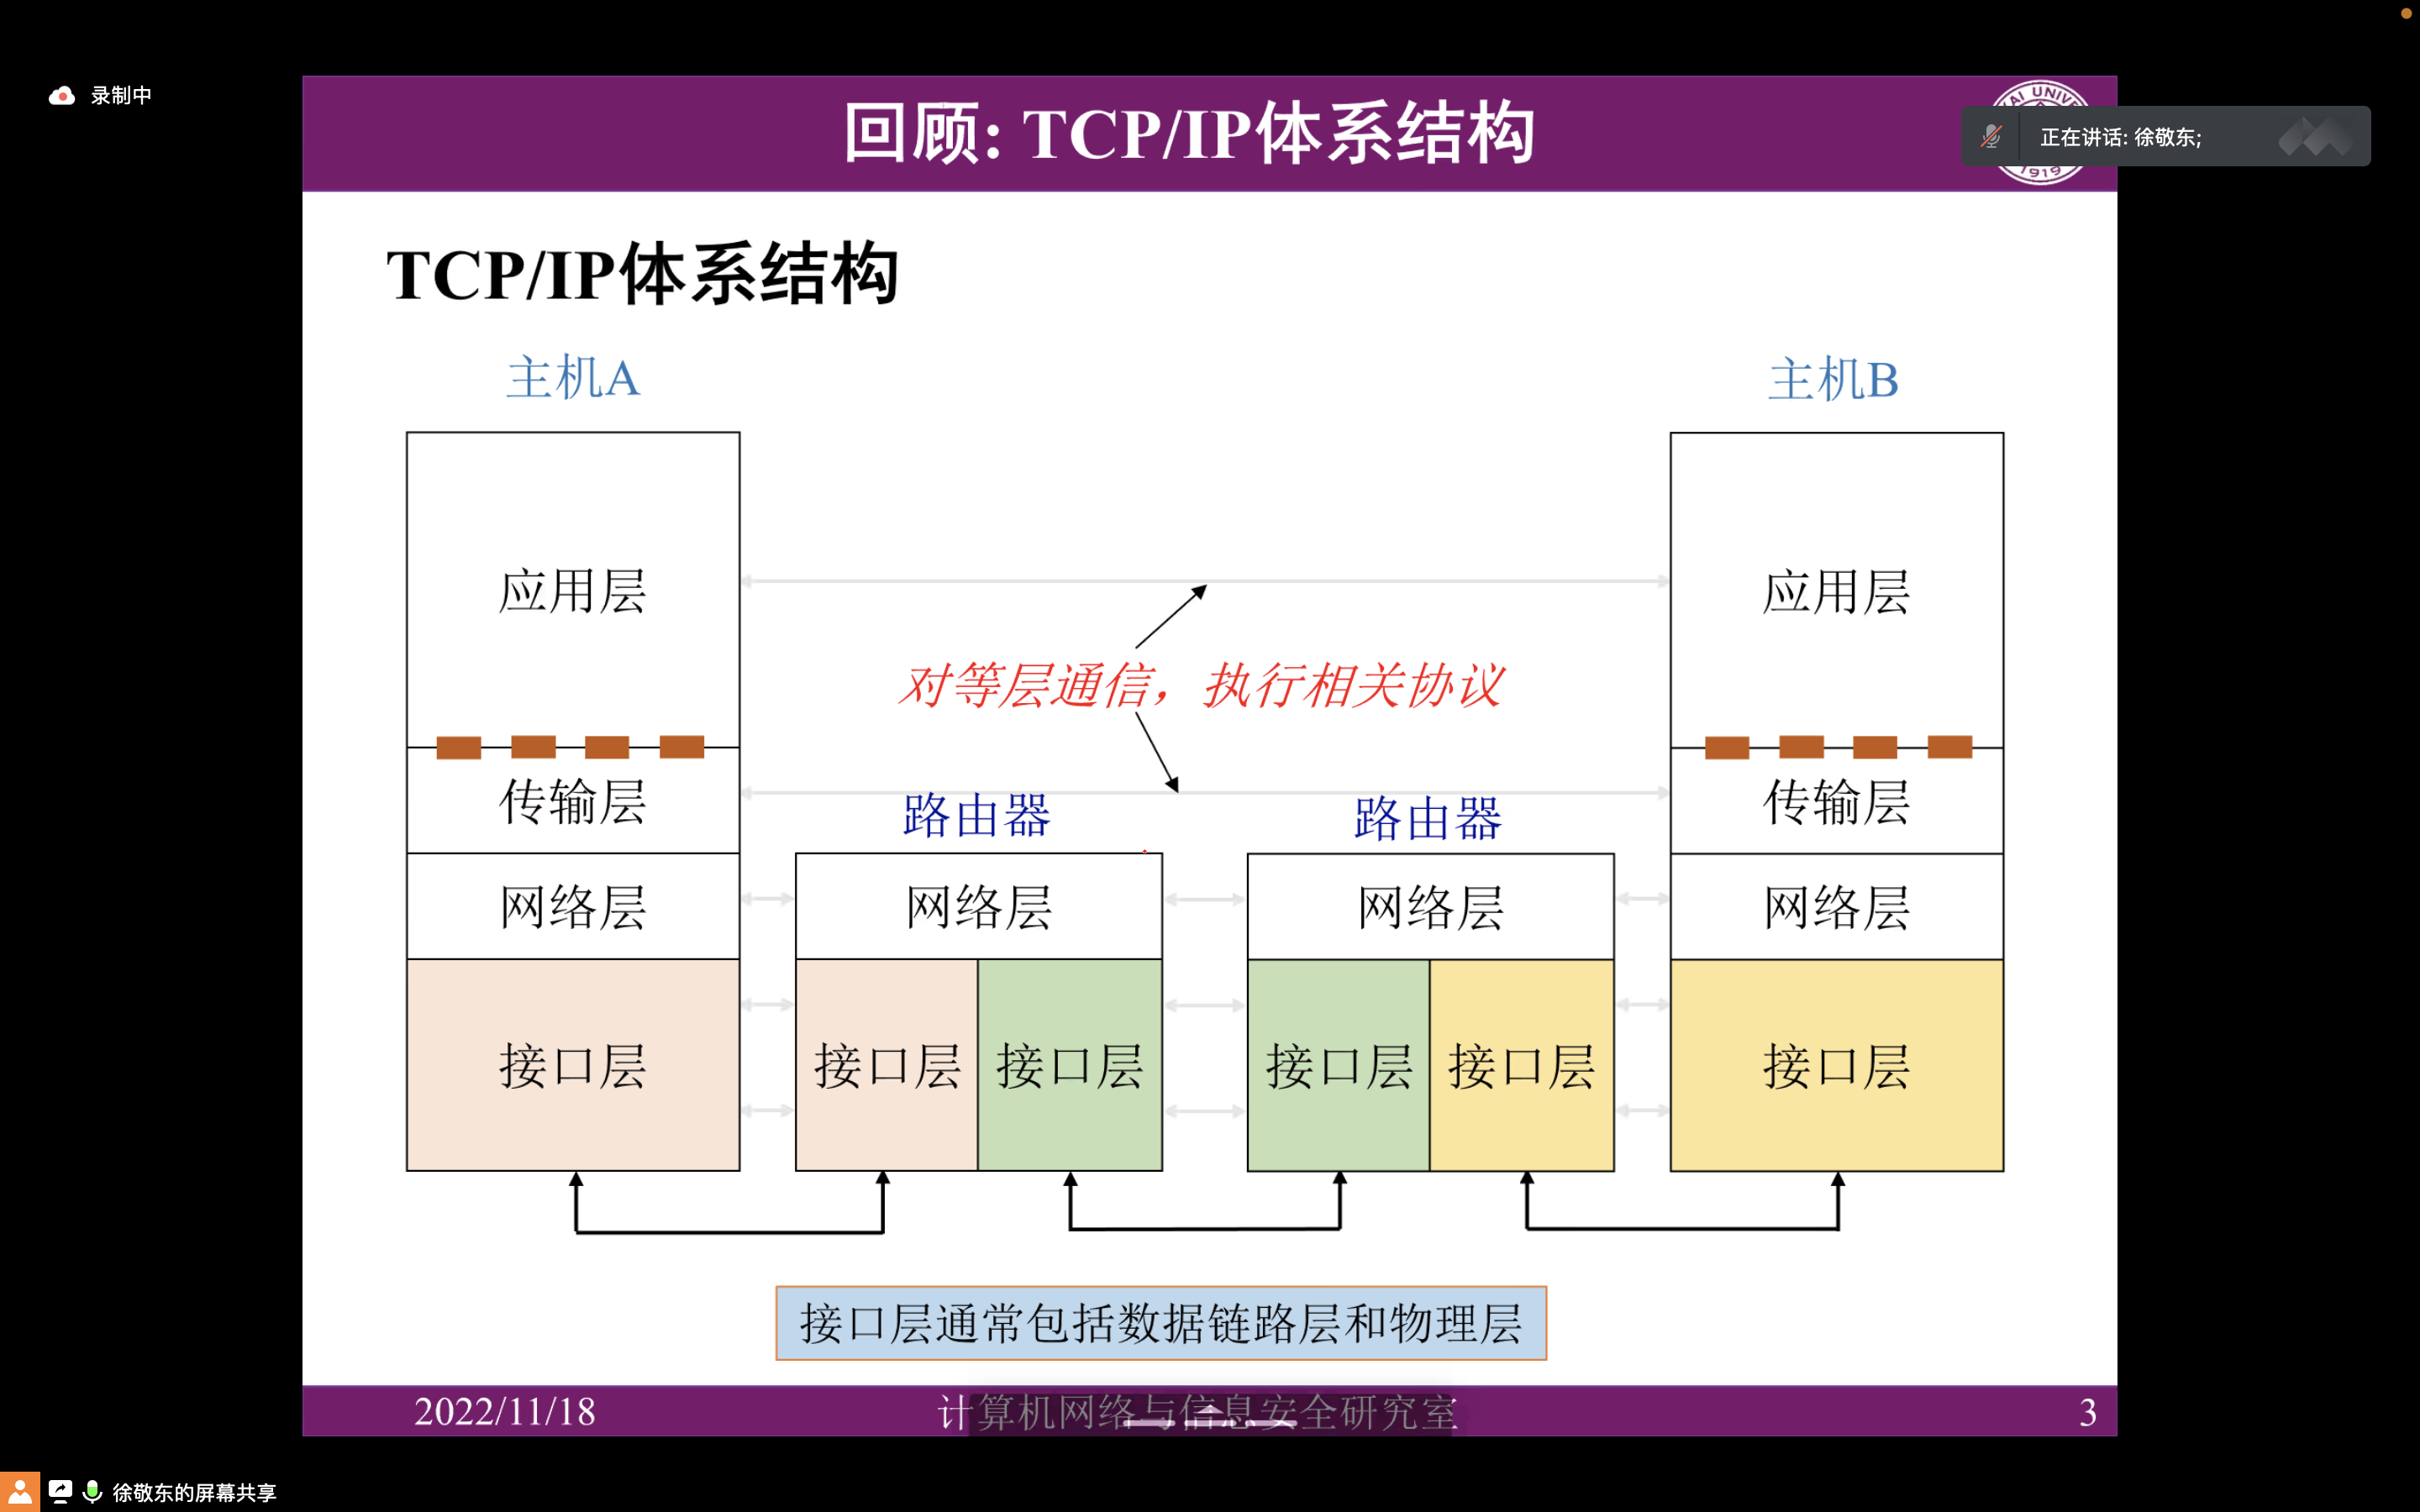 录制中
回顾: TCP/IP体系结构
正在讲话: 徐敬东;
1919
TCP/IP体系结构
主机A
主机B
应用层
应用层
对等层通信，执行相关协议
传输层
路由器
路由器
传输层
网络层
网络层
网络层
网络层
接口层
接口层
接口层
接口层
接口层
接口层
接口层通常包括数据链路层和物理层
2022/11/18
计算机网络与信息安全研究室
3
徐敬东的屏幕共享